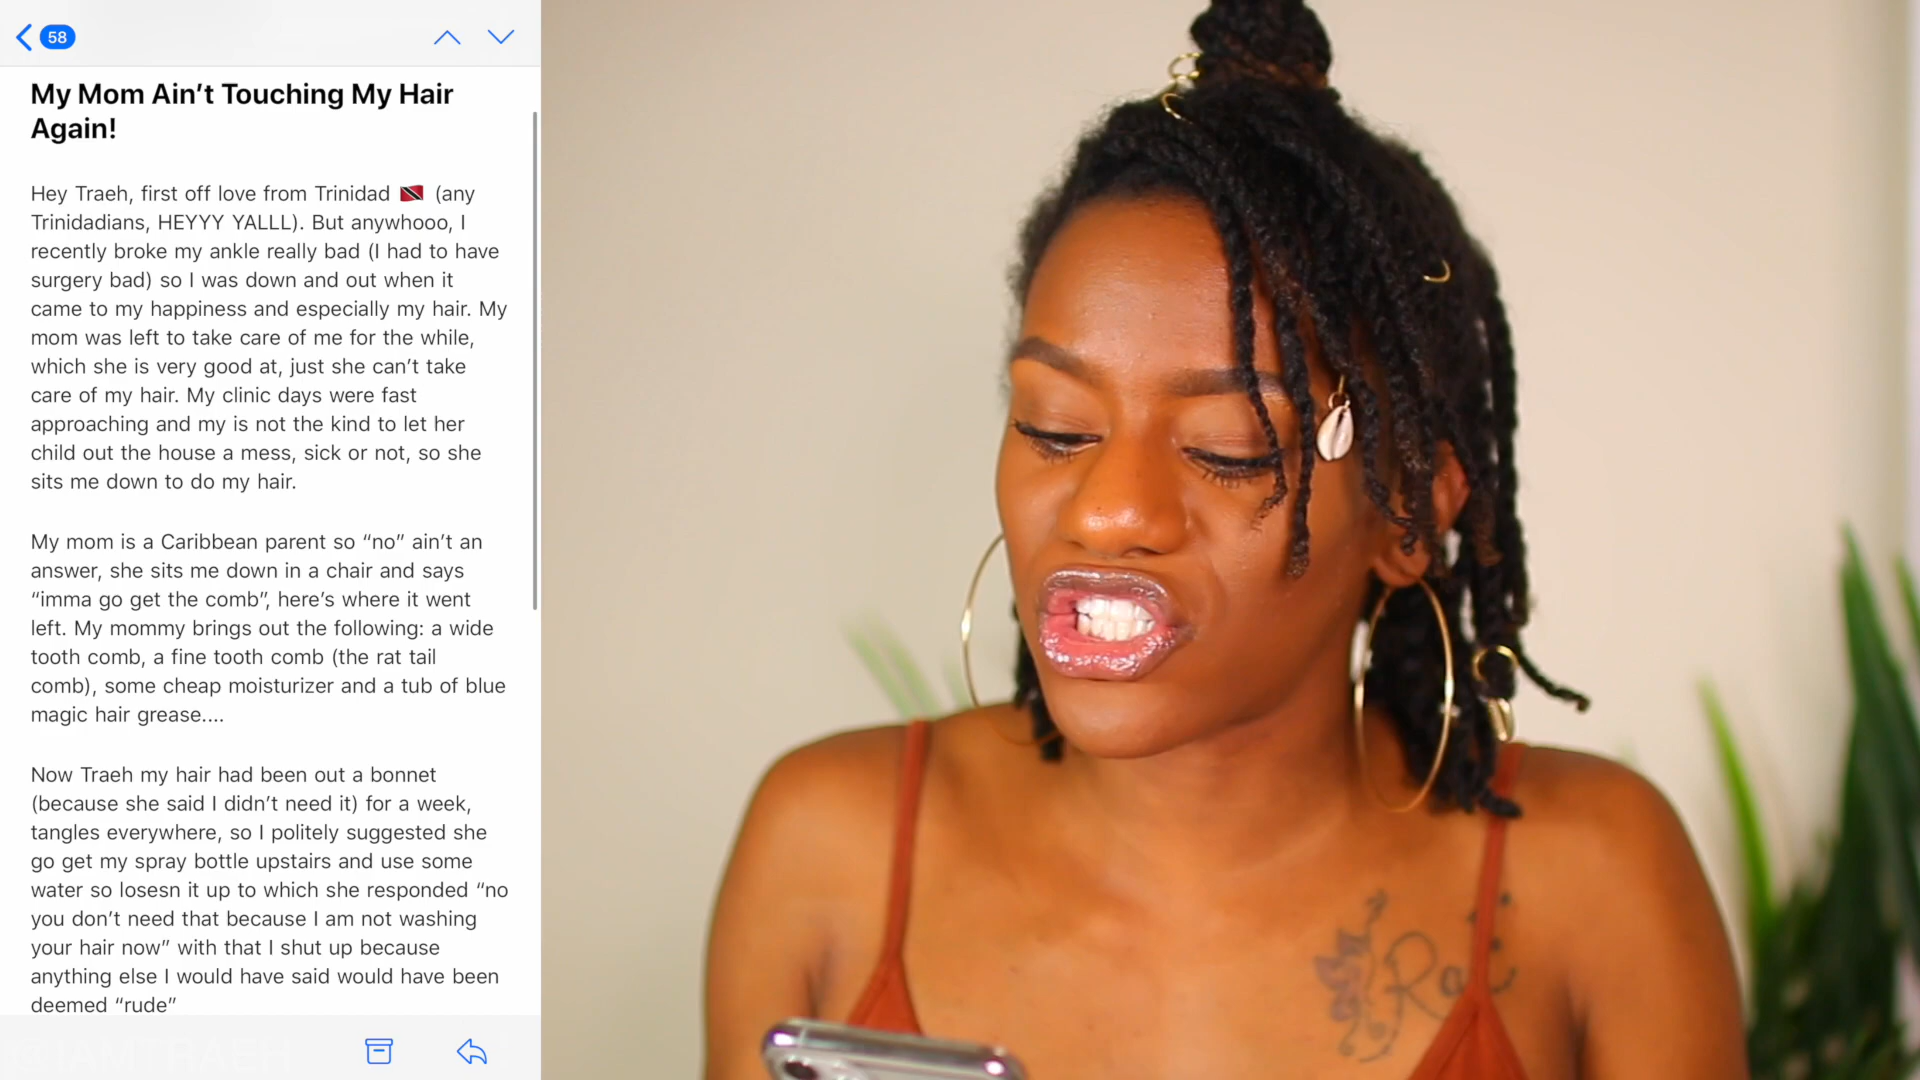 58
My Mom Ain't Touching My Hair
Again!
Hey Traeh, first off love from Trinidad 🇹🇹 (any
Trinidadians, HEYYY YALLL). But anywhooo, I
recently broke my ankle really bad (I had to have
surgery bad) so I was down and out when it
came to my happiness and especially my hair. My
mom was left to take care of me for the while,
which she is very good at, just she can't take
care of my hair. My clinic days were fast
approaching and my is not the kind to let her
child out the house a mess, sick or not, so she
sits me down to do my hair.
My mom is a Caribbean parent so “no” ain't an
answer, she sits me down in a chair and says
“imma go get the comb”, here's where it went
left. My mommy brings out the following: a wide
tooth comb, a fine tooth comb (the rat tail
comb), some cheap moisturizer and a tub of blue
magic hair grease....
Now Traeh my hair had been out a bonnet
(because she said I didn't need it) for a week,
tangles everywhere, so I politely suggested she
go get my spray bottle upstairs and use some
water so losesn it up to which she responded “no
you don't need that because I am not washing
your hair now” with that I shut up because
anything else I would have said would have been
deemed “rude”
IAMTRAEH